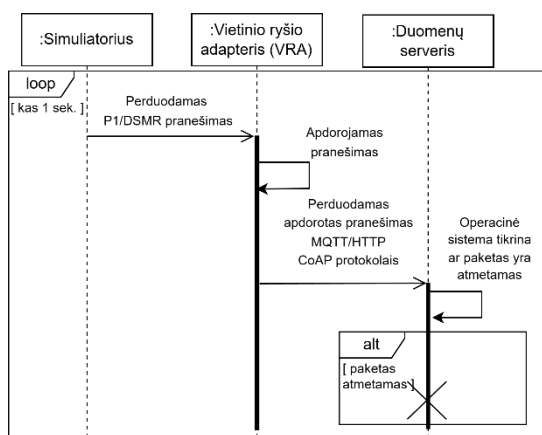 :Simuliatorius
:Vietinio ryšio
adapteris (VRA)
:Duomenų
serveris
loop
[ kas 1 sek. ]
Perduodamas
P1/DSMR pranešimas
Apdorojamas
pranešimas
Perduodamas
apdorotas pranešimas
MQTT/HTTP
CoAP protokolais
Operacinė
sistema tikrina
ar paketas yra
atmetamas
alt
[ paketas
atmetamas ]